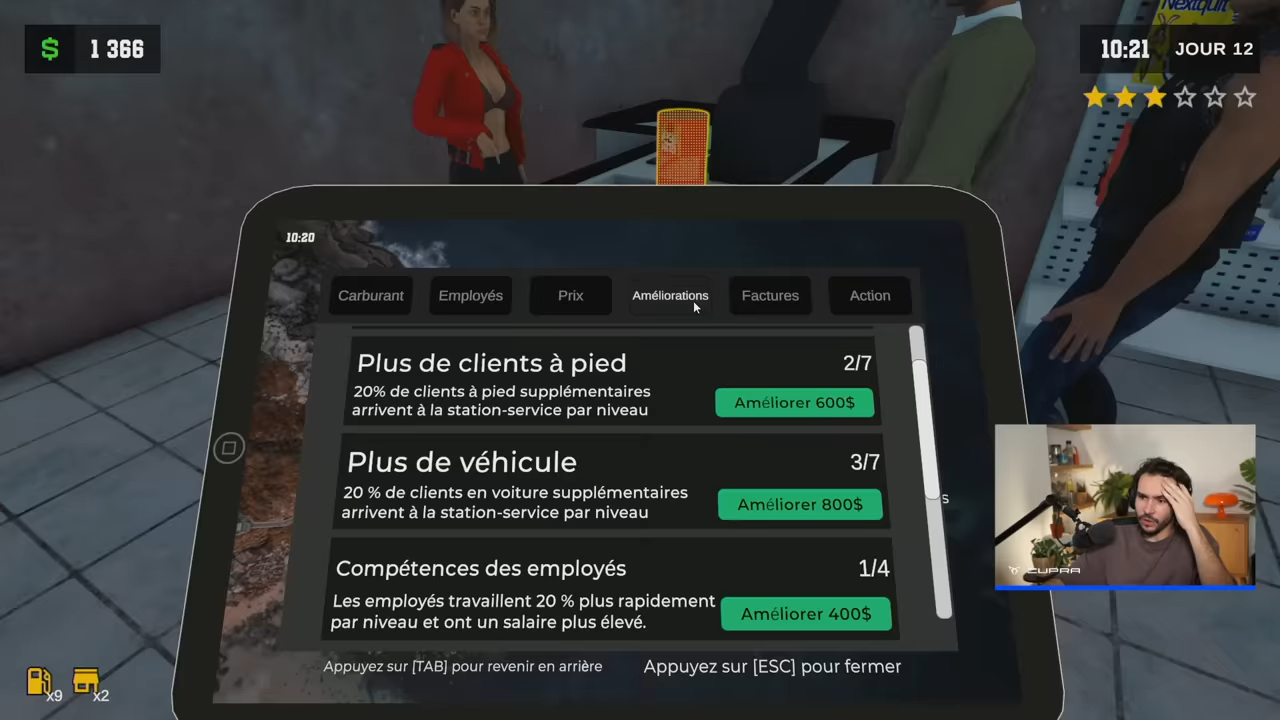 $ 1 366
Nextquit
10:21 JOUR 12
10:20
Carburant Employés Prix Améliorations Factures Action
Plus de clients à pied 2/7
20% de clients à pied supplémentaires
arrivent à la station-service par niveau
Améliorer 600$
Plus de véhicule 3/7
20 % de clients en voiture supplémentaires
arrivent à la station-service par niveau
Améliorer 800$
s
Compétences des employés 1/4
Les employés travaillent 20 % plus rapidement
par niveau et ont un salaire plus élevé.
Améliorer 400$
CUPRA
Appuyez sur [TAB] pour revenir en arrière Appuyez sur [ESC] pour fermer
x9 x2